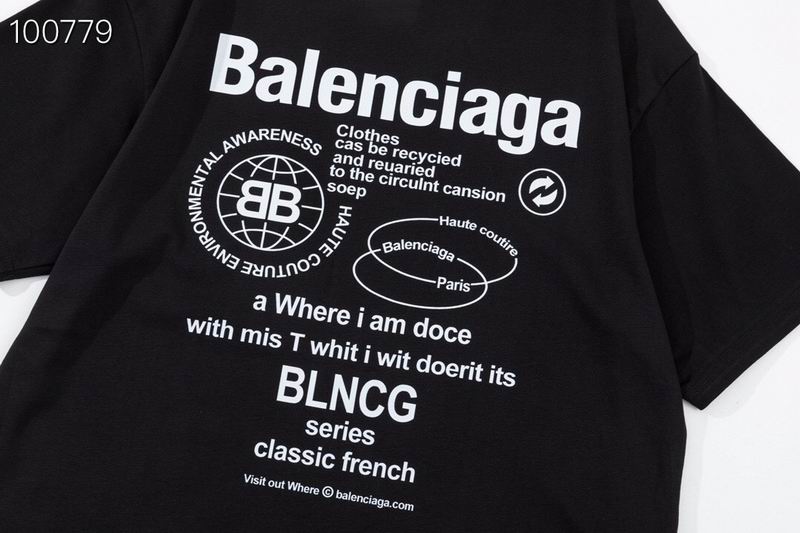 100779
Balenciaga
Clothes
cas be recycied
and reuaried
to the circulnt cansion
soep
ENVIRONMENTAL AWARENESS
HAUTE COUTURE
BB
Haute coutire
Balenciaga
Paris
a Where i am doce
with mis T whit i wit doerit its
BLNCG
series
classic french
Visit out Where © balenciaga.com